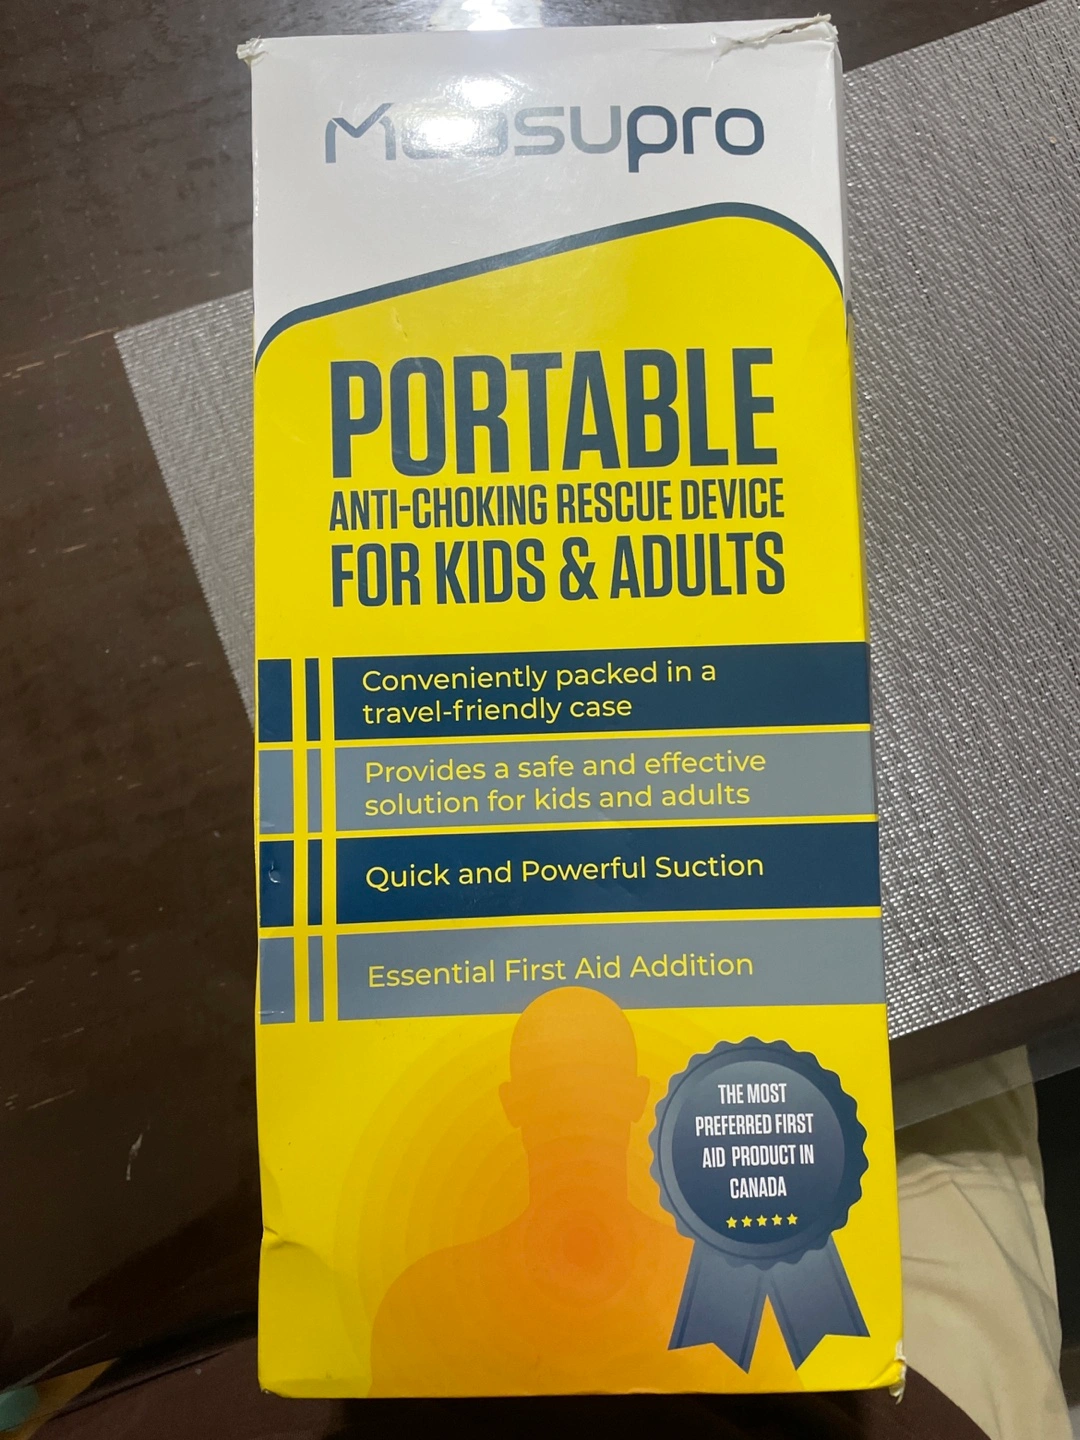 Measupro
PORTABLE
ANTI-CHOKING RESCUE DEVICE
FOR KIDS & ADULTS
Conveniently packed in a
travel-friendly case
Provides a safe and effective
solution for kids and adults
Quick and Powerful Suction
Essential First Aid Addition
THE MOST
PREFERRED FIRST
AID PRODUCT IN
CANADA